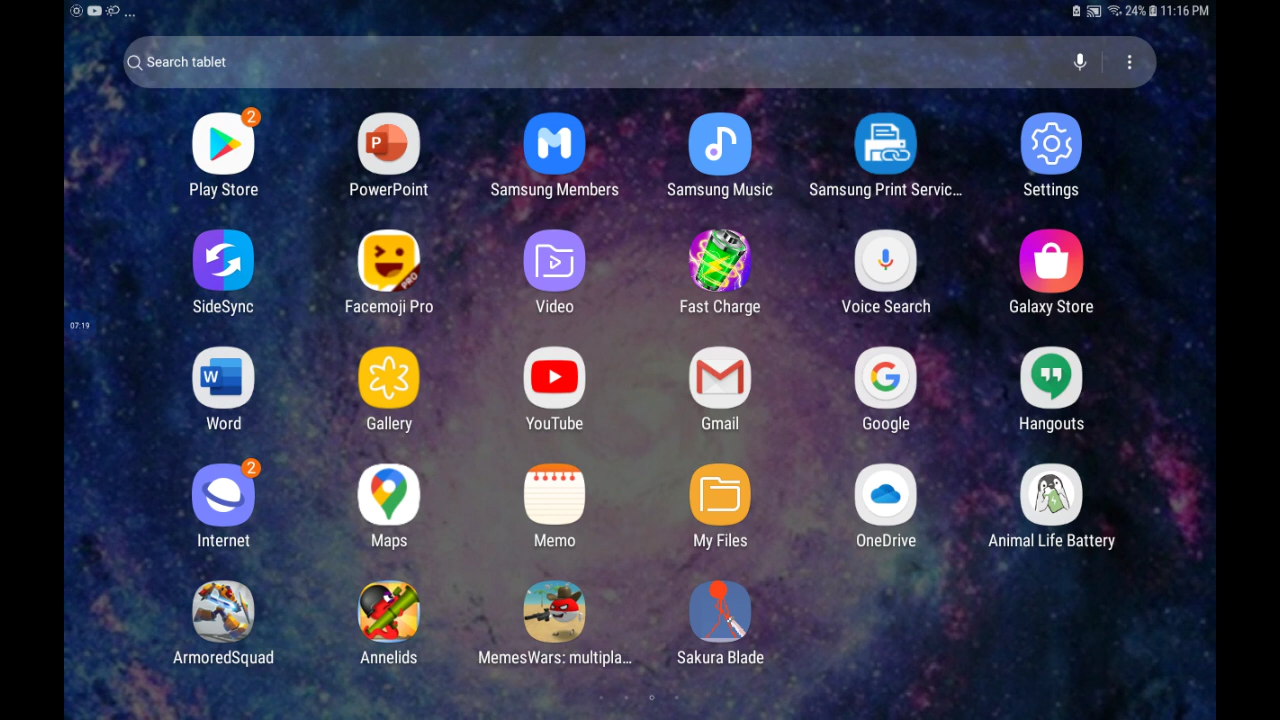 ... 24% 11:16 PM
Search tablet
2
Play Store PowerPoint Samsung Members Samsung Music Samsung Print Servic... Settings
PRO
SideSync Facemoji Pro Video Fast Charge Voice Search Galaxy Store
07:19
W
Word Gallery YouTube Gmail Google Hangouts
2
Internet Maps Memo My Files OneDrive Animal Life Battery
ArmoredSquad Annelids MemesWars: multipla... Sakura Blade